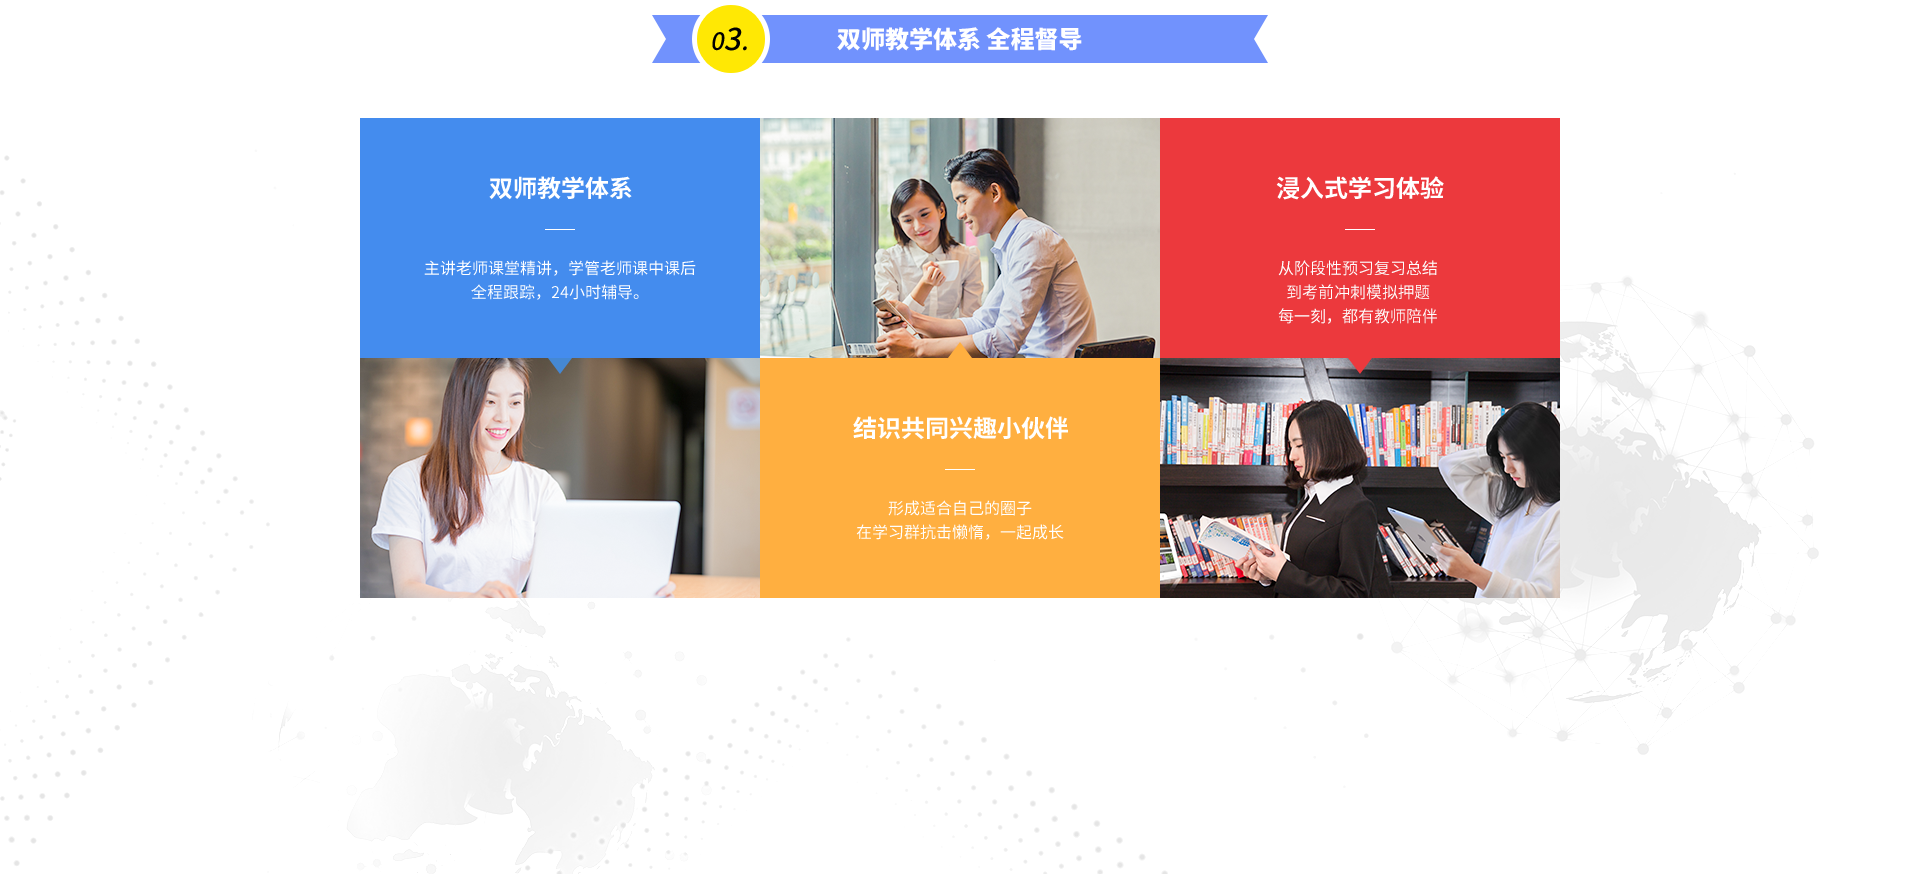 03.
双师教学体系 全程督导
双师教学体系
主讲老师课堂精讲，学管老师课中课后
全程跟踪，24小时辅导。
浸入式学习体验
从阶段性预习复习总结
到考前冲刺模拟押题
每一刻，都有教师陪伴
结识共同兴趣小伙伴
形成适合自己的圈子
在学习群抗击懒惰，一起成长